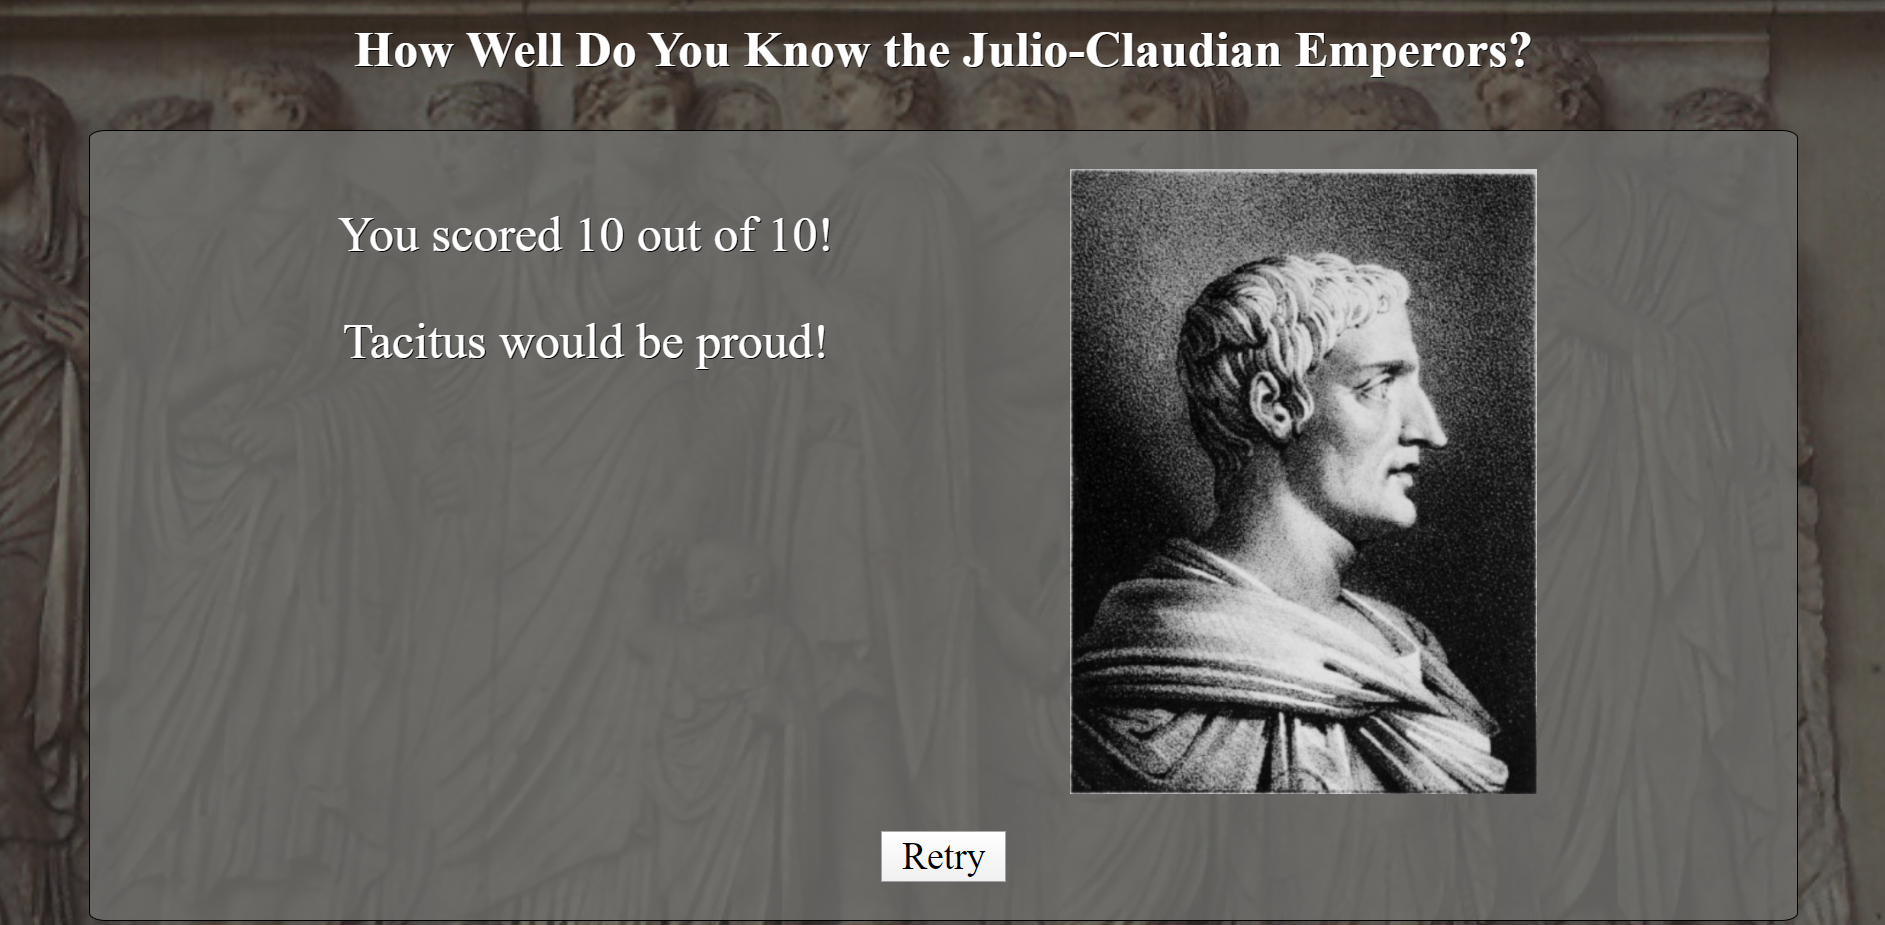 How Well Do You Know the Julio-Claudian Emperors?
You scored 10 out of 10!
Tacitus would be proud!
Retry